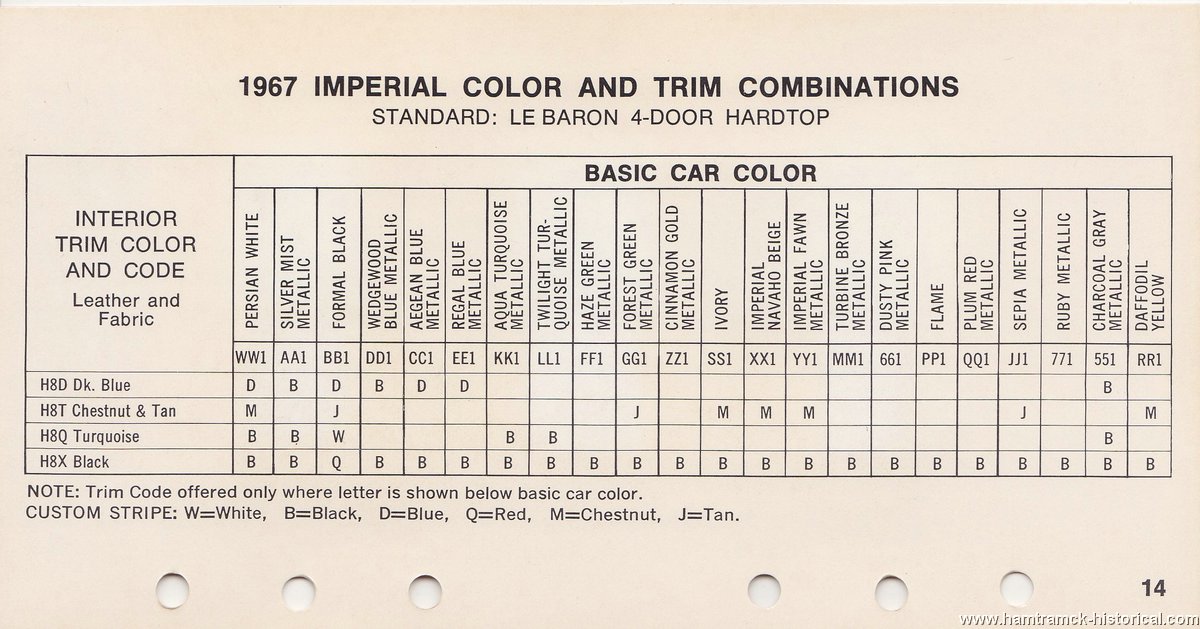 1967 IMPERIAL COLOR AND TRIM COMBINATIONS
STANDARD: LE BARON 4-DOOR HARDTOP
INTERIOR
TRIM COLOR
AND CODE
Leather and
Fabric
BASIC CAR COLOR
PERSIAN WHITE
SILVER MIST
METALLIC
FORMAL BLACK
WEDGEWOOD
BLUE METALLIC
AEGEAN BLUE
METALLIC
REGAL BLUE
METALLIC
AQUA TURQUOISE
METALLIC
TWILIGHT TUR-
QUOISE METALLIC
HAZE GREEN
METALLIC
FOREST GREEN
METALLIC
CINNAMON GOLD
METALLIC
IVORY
IMPERIAL
NAVAHO BEIGE
IMPERIAL FAWN
METALLIC
TURBINE BRONZE
METALLIC
DUSTY PINK
METALLIC
FLAME
PLUM RED
METALLIC
SEPIA METALLIC
RUBY METALLIC
CHARCOAL GRAY
METALLIC
DAFFODIL
YELLOW
WW1 AA1 BB1 DD1 CC1 EE1 KK1 LL1 FF1 GG1 ZZ1 SS1 XX1 YY1 MM1 661 PP1 QQ1 JJ1 771 551 RR1
H8D Dk. Blue D B D B D D B
H8T Chestnut & Tan M J J M M M J M
H8Q Turquoise B B W B B B
H8X Black B B Q B B B B B B B B B B B B B B B B B B B
NOTE: Trim Code offered only where letter is shown below basic car color.
CUSTOM STRIPE: W=White, B=Black, D=Blue, Q=Red, M=Chestnut, J=Tan.
14
www.hamtramck-historical.com